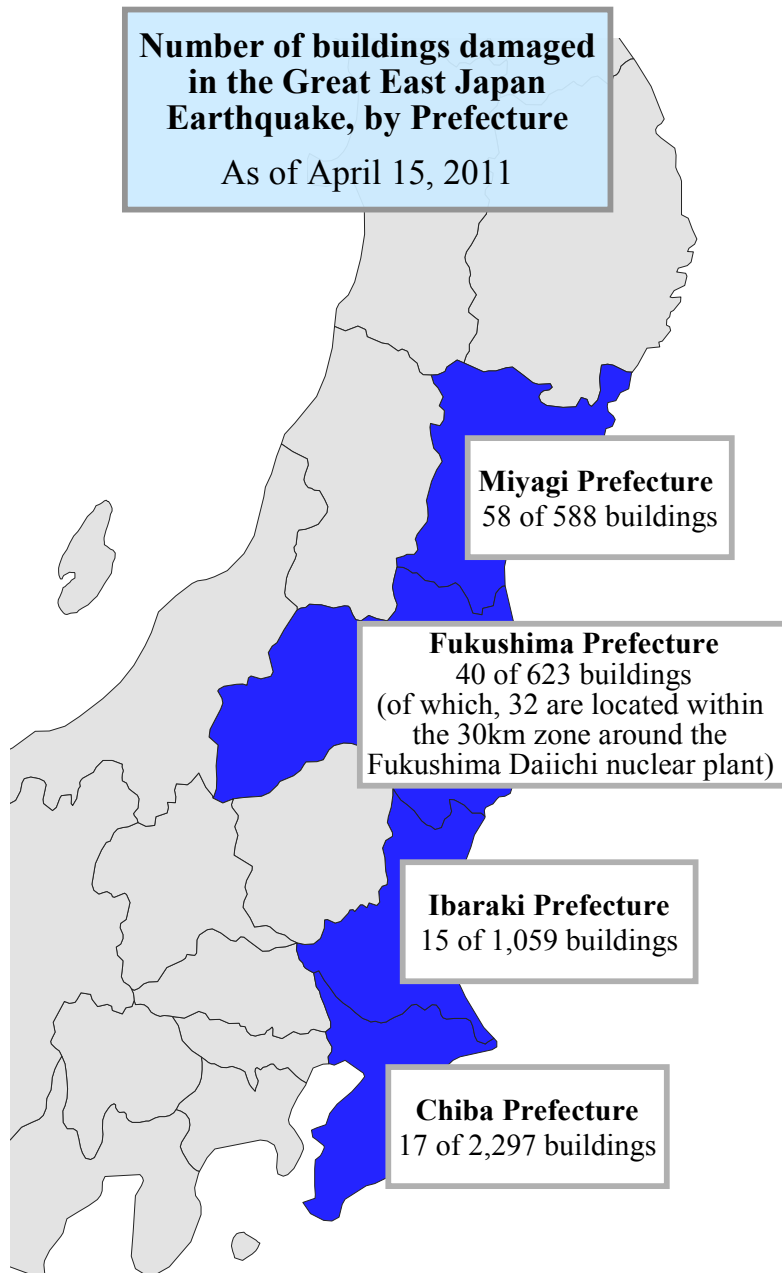 Number of buildings damaged
in the Great East Japan
Earthquake, by Prefecture
As of April 15, 2011
Miyagi Prefecture
58 of 588 buildings
Fukushima Prefecture
40 of 623 buildings
(of which, 32 are located within
the 30km zone around the
Fukushima Daiichi nuclear plant)
Ibaraki Prefecture
15 of 1,059 buildings
Chiba Prefecture
17 of 2,297 buildings